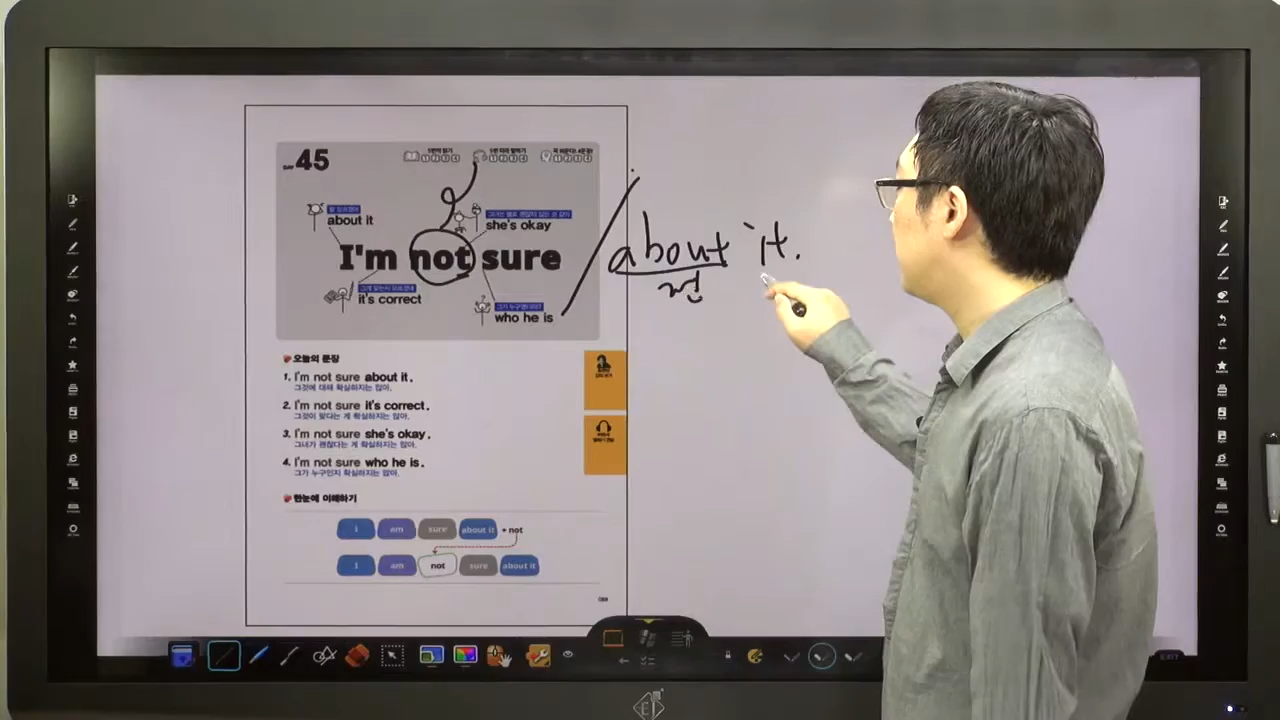 DAY 45
about it
she's okay
I'm not sure
it's correct
who he is
about it.
전
오늘의 문장
1. I'm not sure about it.
그것에 대해 확실하지는 않아.
2. I'm not sure it's correct.
그것이 맞다는 게 확실하지는 않아.
3. I'm not sure she's okay.
그녀가 괜찮다는 게 확실하지는 않아.
4. I'm not sure who he is.
그가 누구인지 확실하지는 않아.
한눈에 이해하기
I am sure about it + not
I am not sure about it
EXIT